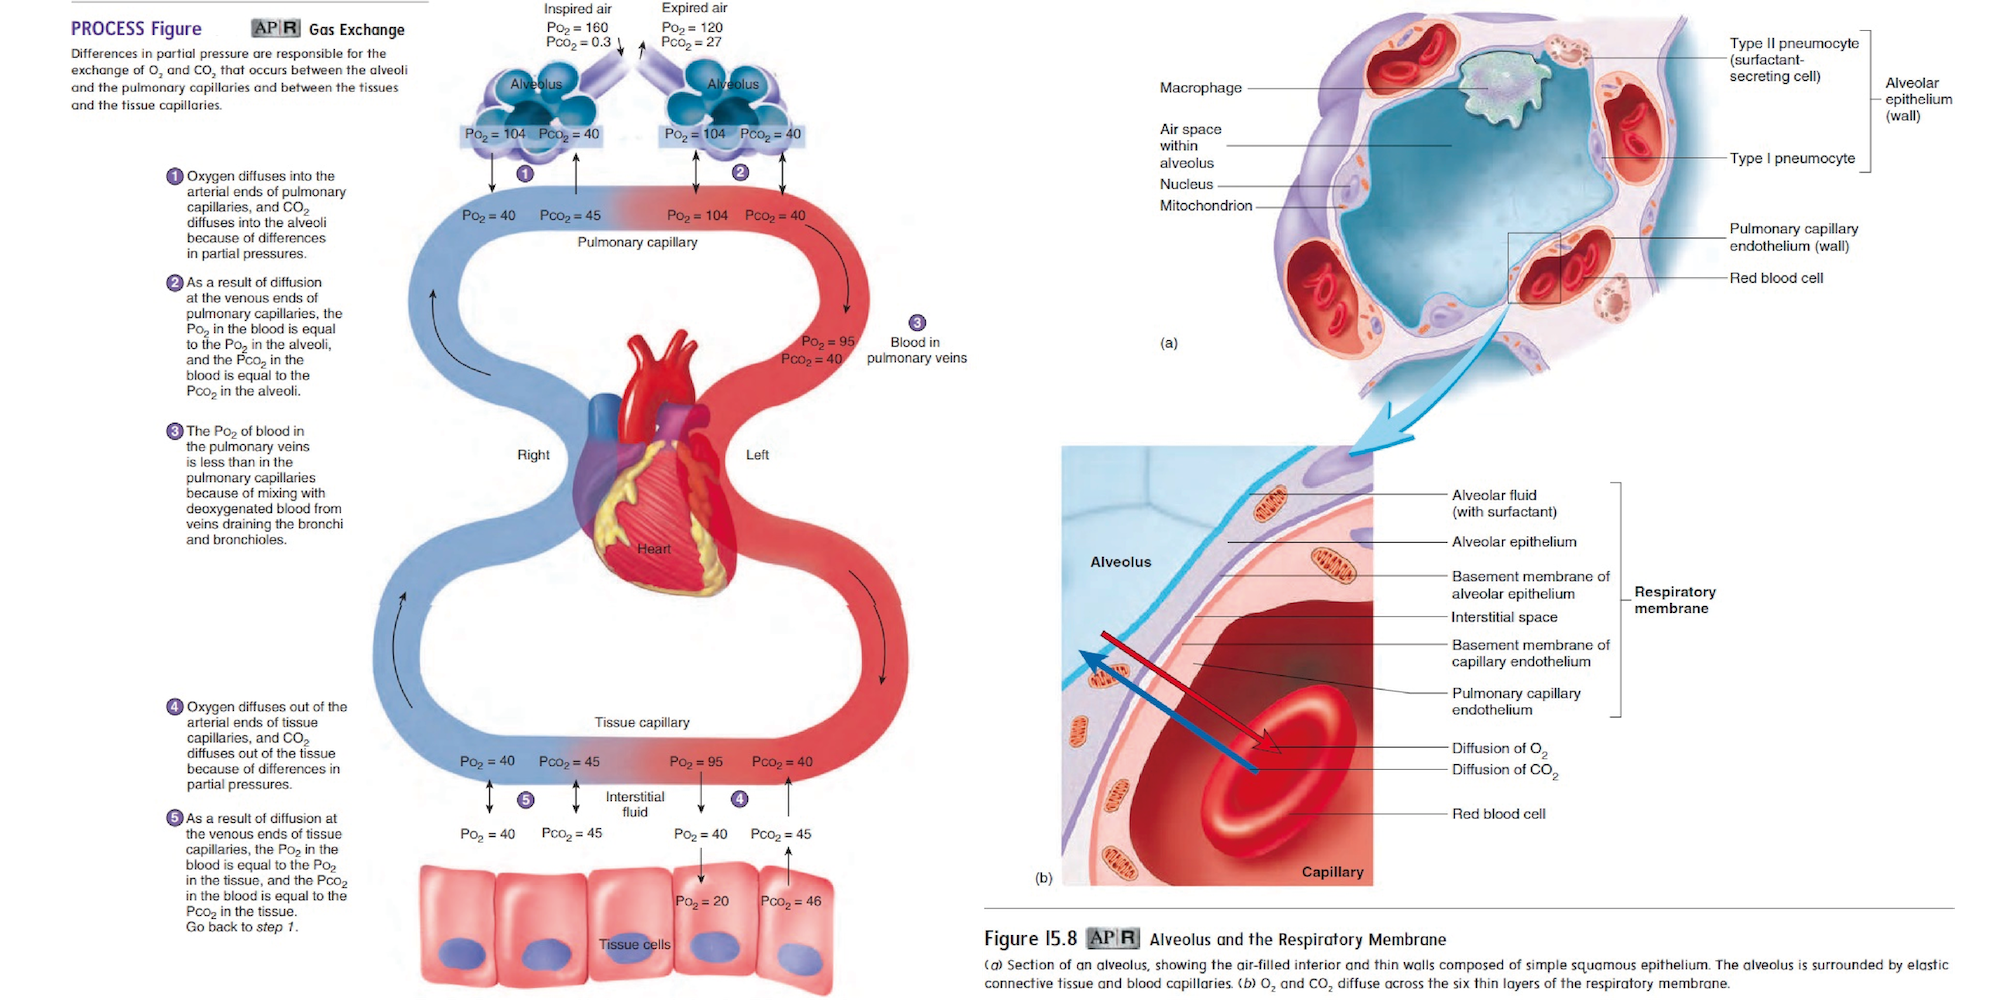 PROCESS Figure AP|R Gas Exchange
Differences in partial pressure are responsible for the
exchange of O₂ and CO₂ that occurs between the alveoli
and the pulmonary capillaries and between the tissues
and the tissue capillaries.
1 Oxygen diffuses into the
arterial ends of pulmonary
capillaries, and CO₂
diffuses into the alveoli
because of differences
in partial pressures.
2 As a result of diffusion
at the venous ends of
pulmonary capillaries, the
PO₂ in the blood is equal
to the PO₂ in the alveoli,
and the PCO₂ in the
blood is equal to the
PCO₂ in the alveoli.
3 The PO₂ of blood in
the pulmonary veins
is less than in the
pulmonary capillaries
because of mixing with
deoxygenated blood from
veins draining the bronchi
and bronchioles.
4 Oxygen diffuses out of the
arterial ends of tissue
capillaries, and CO₂
diffuses out of the tissue
because of differences in
partial pressures.
5 As a result of diffusion at
the venous ends of tissue
capillaries, the PO₂ in the
blood is equal to the PO₂
in the tissue, and the PCO₂
in the blood is equal to the
PCO₂ in the tissue.
Go back to step 1.
Inspired air
PO₂ = 160
PCO₂ = 0.3
Expired air
PO₂ = 120
PCO₂ = 27
Alveolus
Alveolus
PO₂ = 104 PCO₂ = 40
PO₂ = 104 PCO₂ = 40
1
2
PO₂ = 40 PCO₂ = 45
PO₂ = 104 PCO₂ = 40
Pulmonary capillary
PO₂ = 95
PCO₂ = 40
3
Blood in
pulmonary veins
Right
Left
Heart
Tissue capillary
PO₂ = 40 PCO₂ = 45
PO₂ = 95 PCO₂ = 40
5
Interstitial
fluid
4
PO₂ = 40 PCO₂ = 45
PO₂ = 40 PCO₂ = 45
PO₂ = 20 PCO₂ = 46
Tissue cells
Macrophage
Air space
within
alveolus
Nucleus
Mitochondrion
Type II pneumocyte
(surfactant-
secreting cell)
Type I pneumocyte
Alveolar
epithelium
(wall)
Pulmonary capillary
endothelium (wall)
Red blood cell
(a)
Alveolus
Alveolar fluid
(with surfactant)
Alveolar epithelium
Basement membrane of
alveolar epithelium
Interstitial space
Basement membrane of
capillary endothelium
Pulmonary capillary
endothelium
Respiratory
membrane
Diffusion of O₂
Diffusion of CO₂
Red blood cell
Capillary
(b)
Figure 15.8 AP|R Alveolus and the Respiratory Membrane
(a) Section of an alveolus, showing the air-filled interior and thin walls composed of simple squamous epithelium. The alveolus is surrounded by elastic
connective tissue and blood capillaries. (b) O₂ and CO₂ diffuse across the six thin layers of the respiratory membrane.